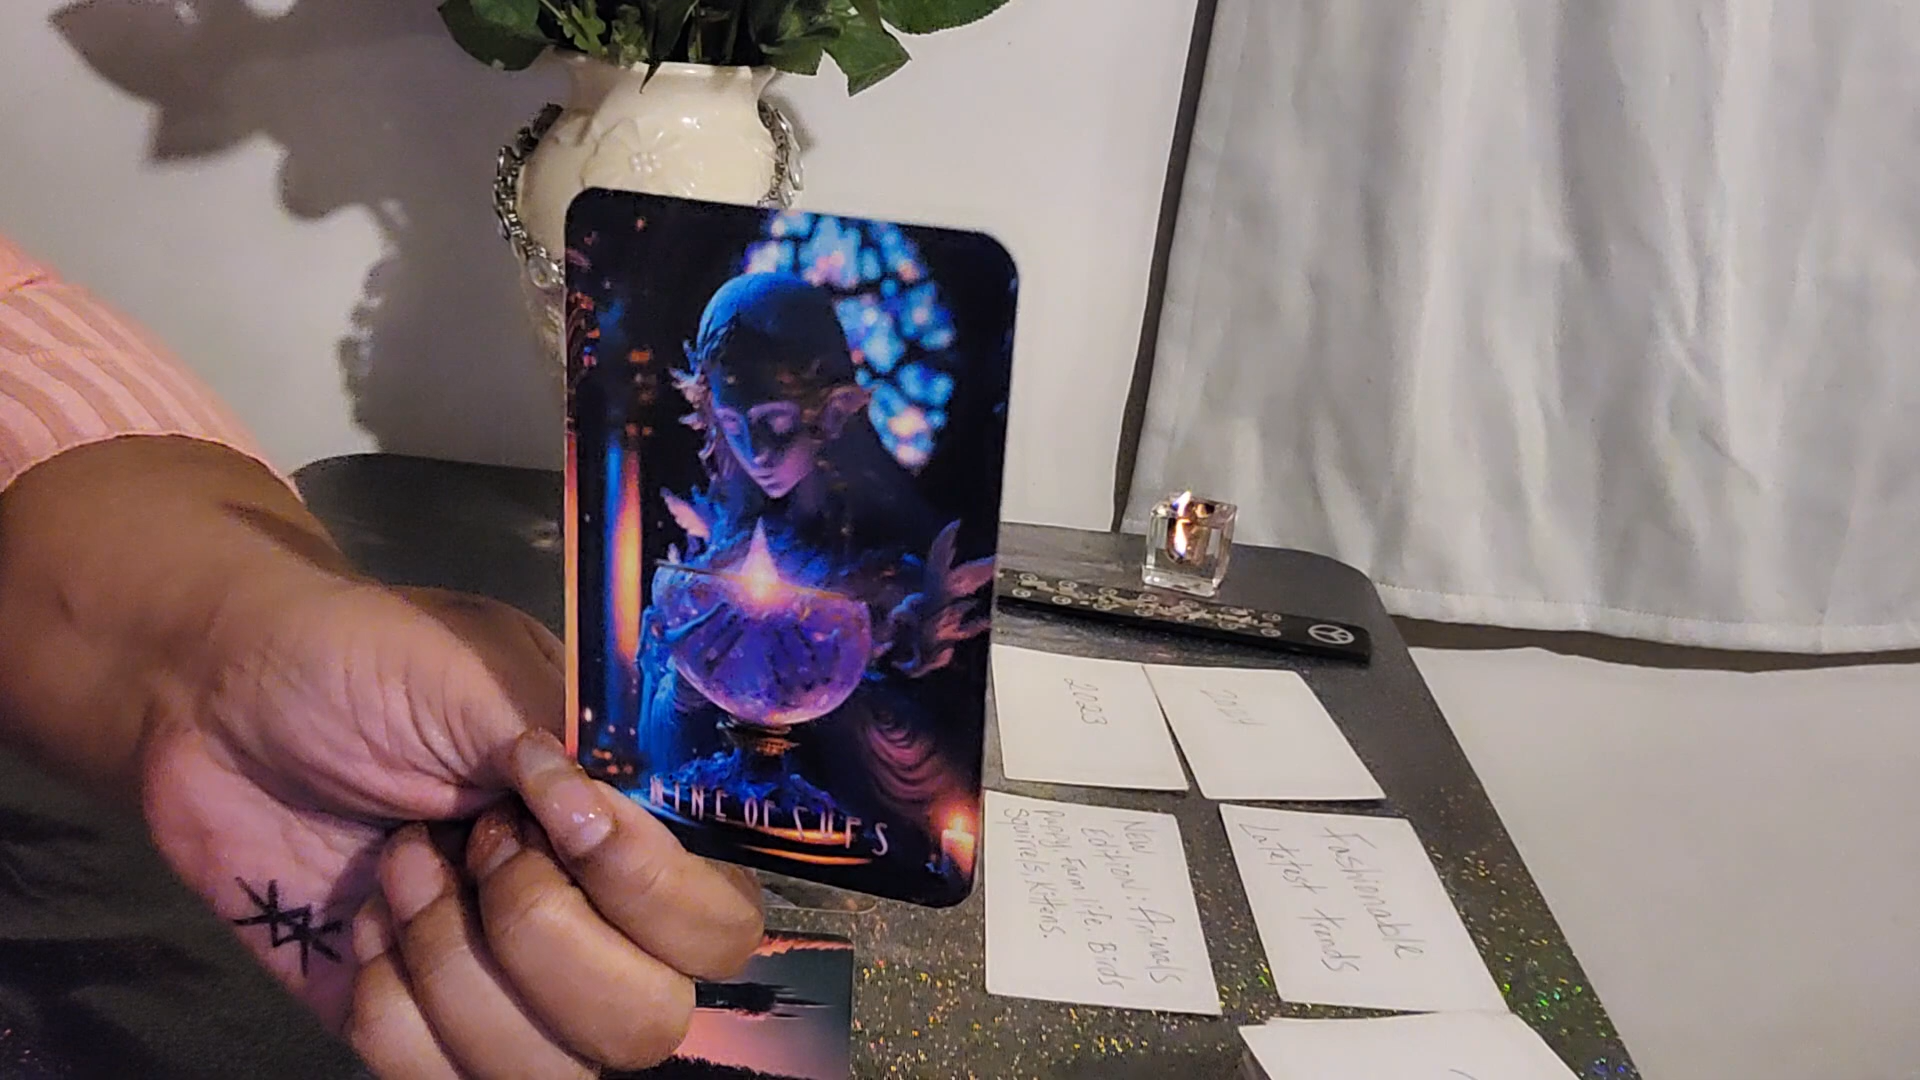 NINE OF CUPS
2023
2024
New
Edition: Animals
Puppy, Farm life, Birds
Squirrels, Kittens.
Fashionable
Latest trends